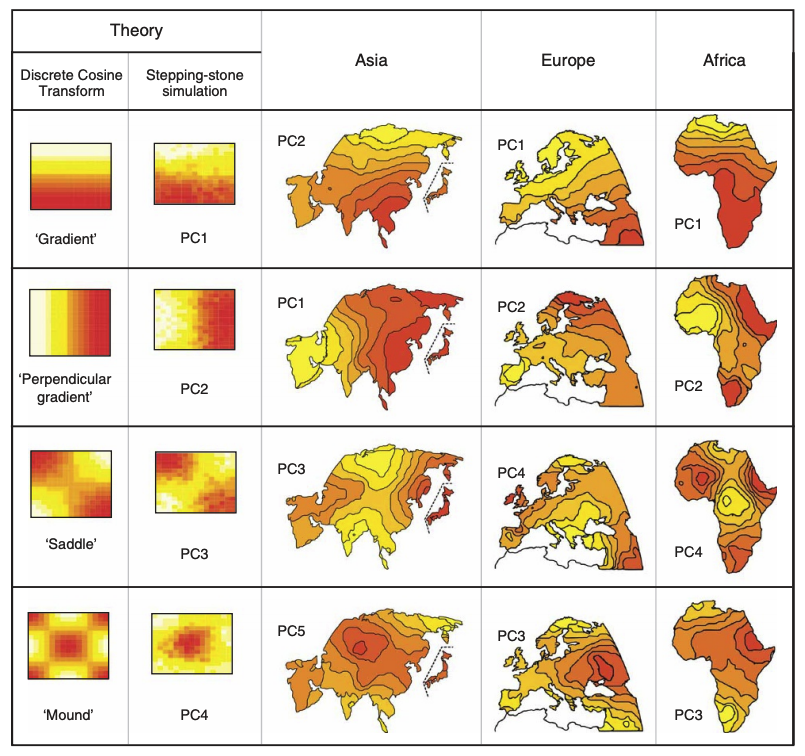 Theory
Asia
Europe
Africa
Discrete Cosine
Transform
Stepping-stone
simulation
'Gradient'
PC1
PC2
PC1
PC1
'Perpendicular
gradient'
PC2
PC1
PC2
PC2
'Saddle'
PC3
PC3
PC4
PC4
'Mound'
PC4
PC5
PC3
PC3